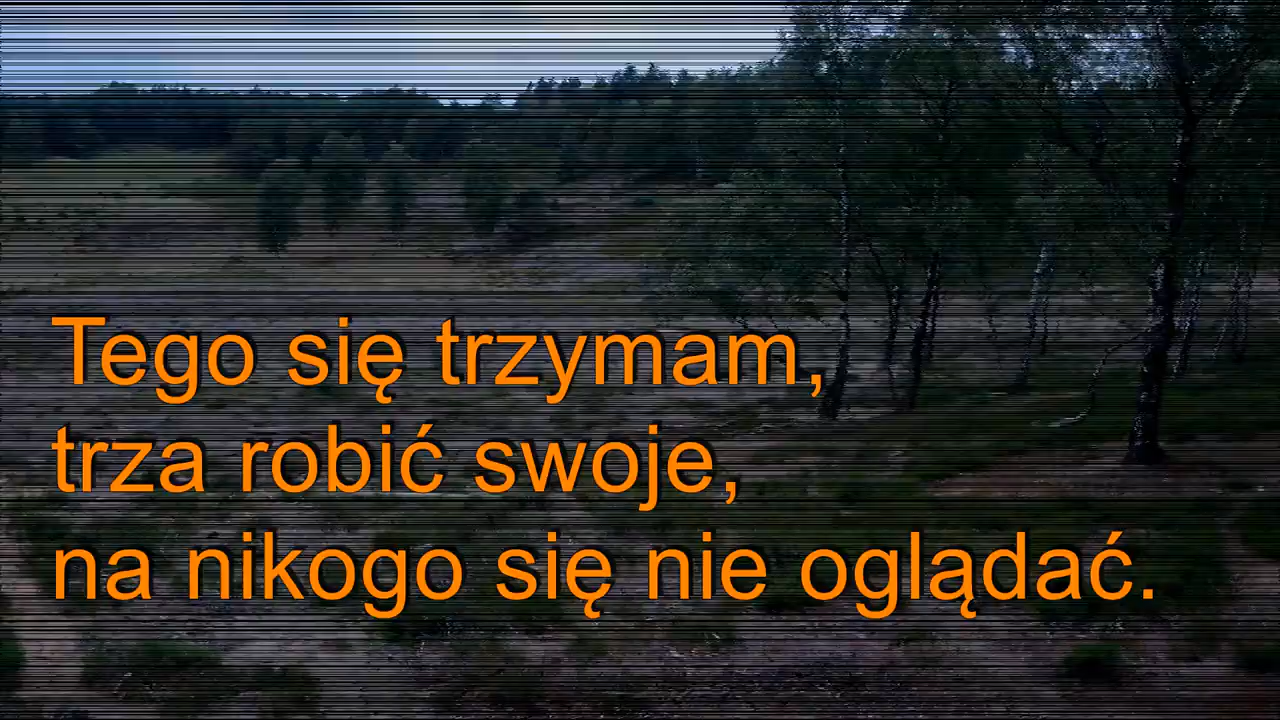 Tego się trzymam,
trza robić swoje,
na nikogo się nie oglądać.